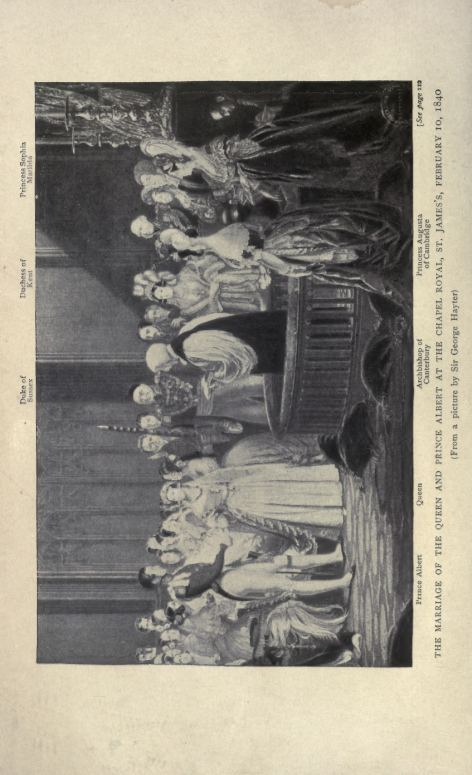 Duke of
Sussex
Duchess of
Kent
Princess Sophia
Matilda
Prince Albert
Queen
Archbishop of
Canterbury
Princess Augusta
of Cambridge
[See page 122
THE MARRIAGE OF THE QUEEN AND PRINCE ALBERT AT THE CHAPEL ROYAL, ST. JAMES'S, FEBRUARY 10, 1840
(From a picture by Sir George Hayter)